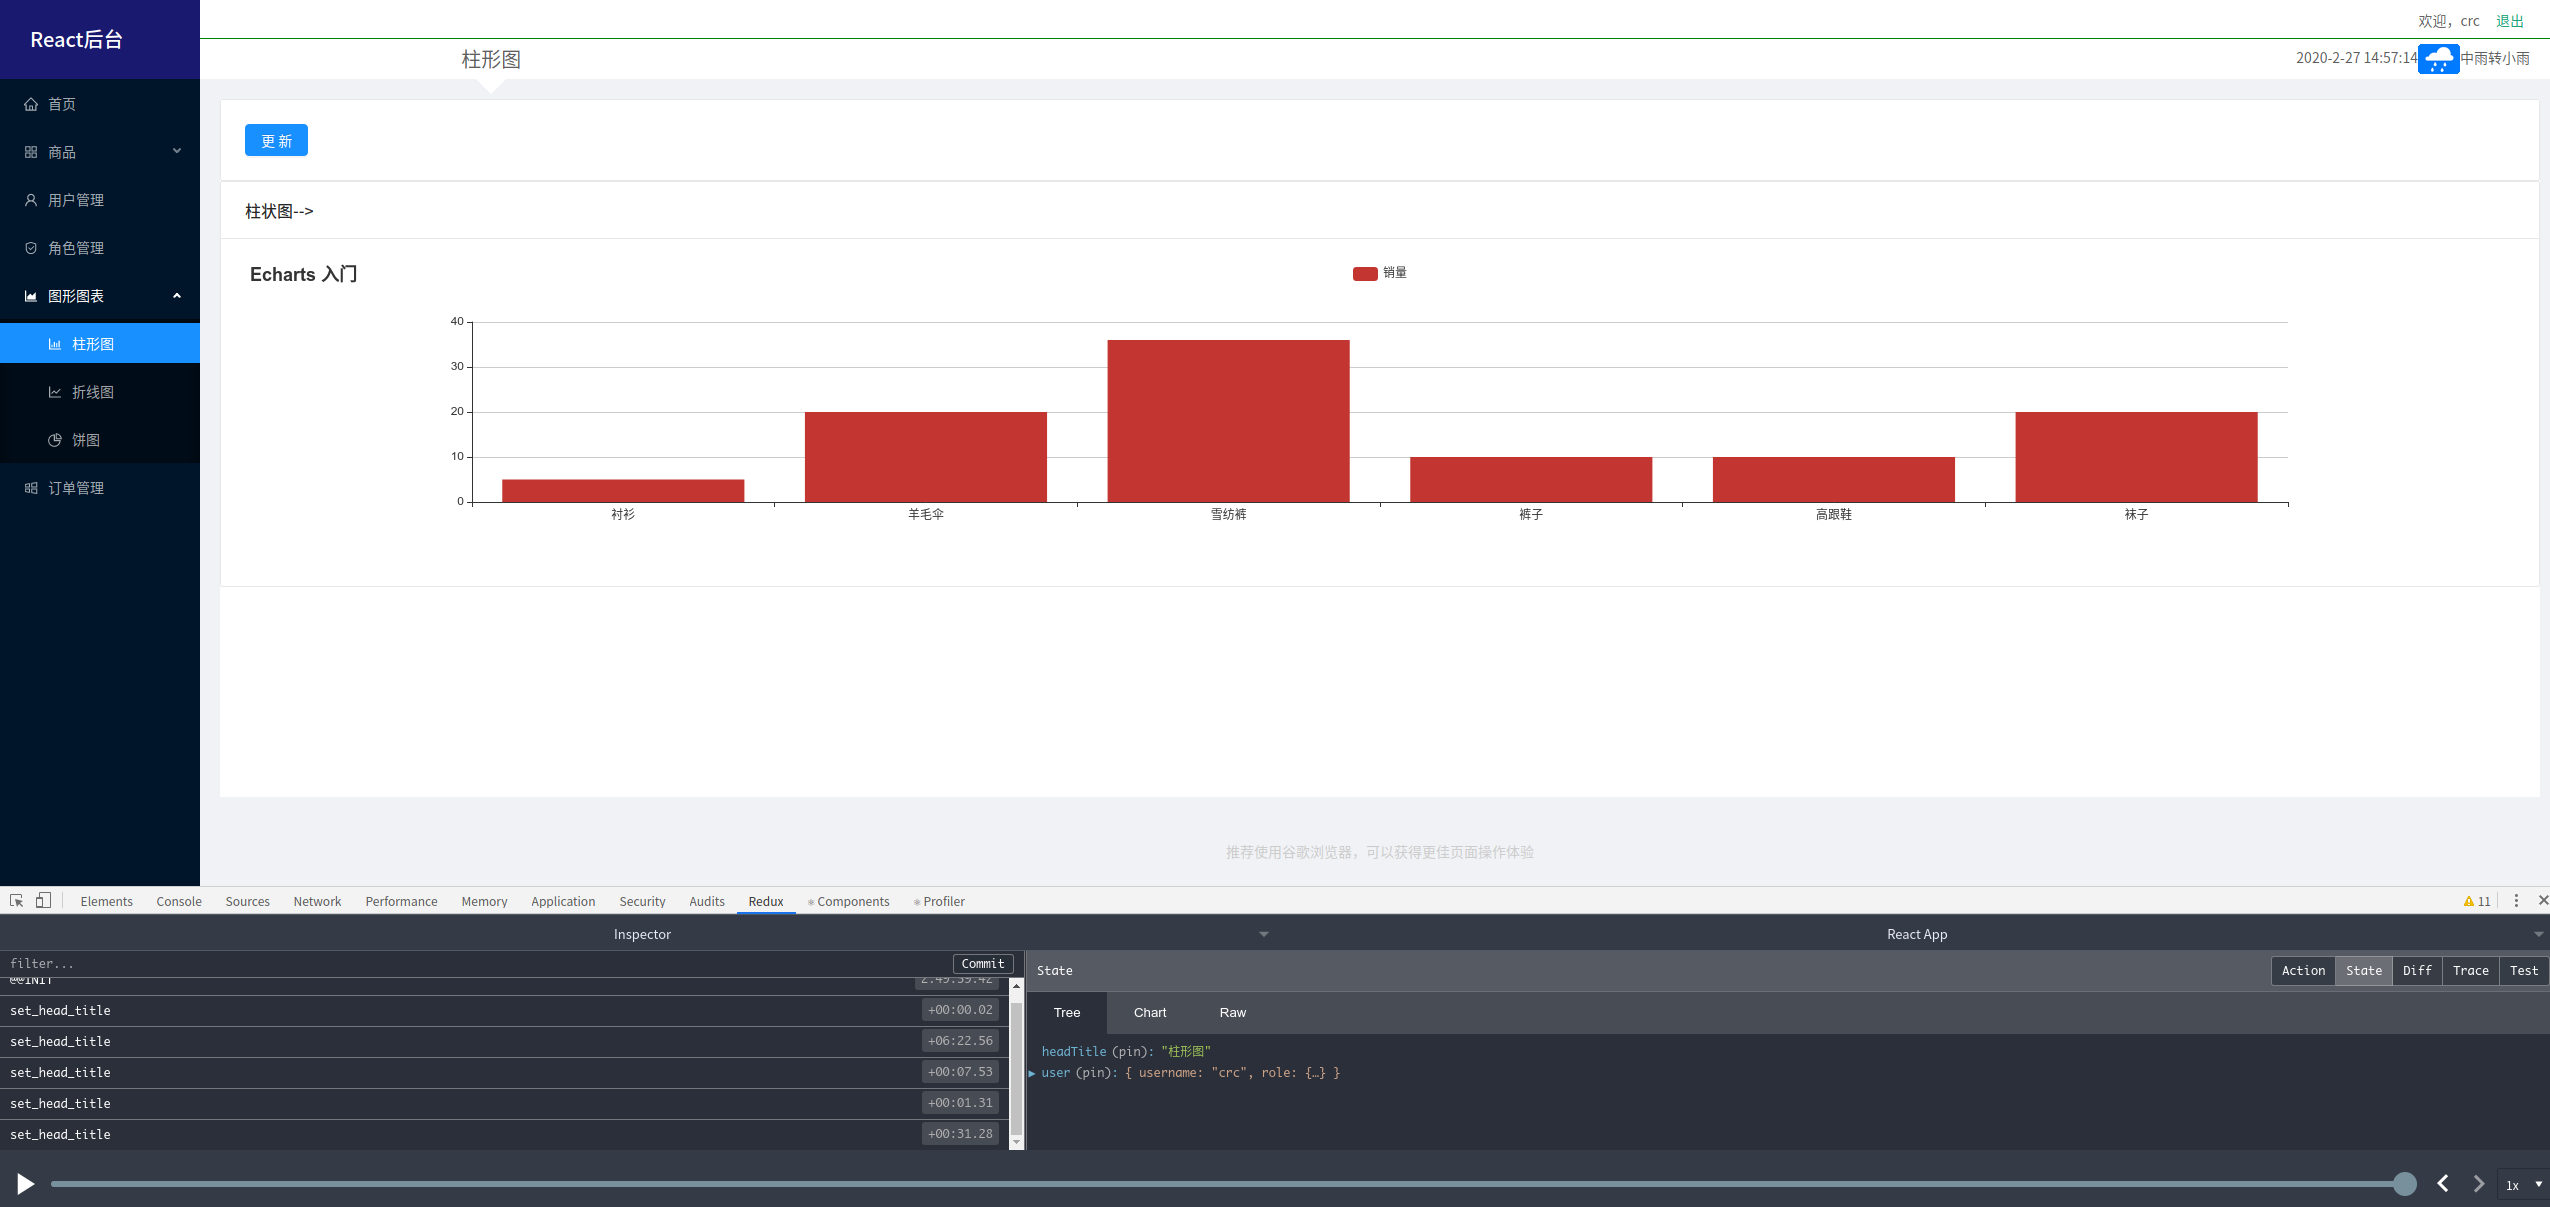 React后台
欢迎，crc 退出
柱形图
2020-2-27 14:57:14 中雨转小雨
首页
商品
用户管理
角色管理
图形图表
柱形图
折线图
饼图
订单管理
更 新
柱状图-->
Echarts 入门
销量
40
30
20
10
0
衬衫 羊毛伞 雪纺裤 裤子 高跟鞋 袜子
推荐使用谷歌浏览器，可以获得更佳页面操作体验
Elements Console Sources Network Performance Memory Application Security Audits Redux Components Profiler 11
Inspector React App
filter... Commit
@@INIT 2:49:59.42
set_head_title +00:00.02
set_head_title +06:22.56
set_head_title +00:07.53
set_head_title +00:01.31
set_head_title +00:31.28
State Action State Diff Trace Test
Tree Chart Raw
headTitle (pin): "柱形图"
user (pin): { username: "crc", role: {…} }
1x